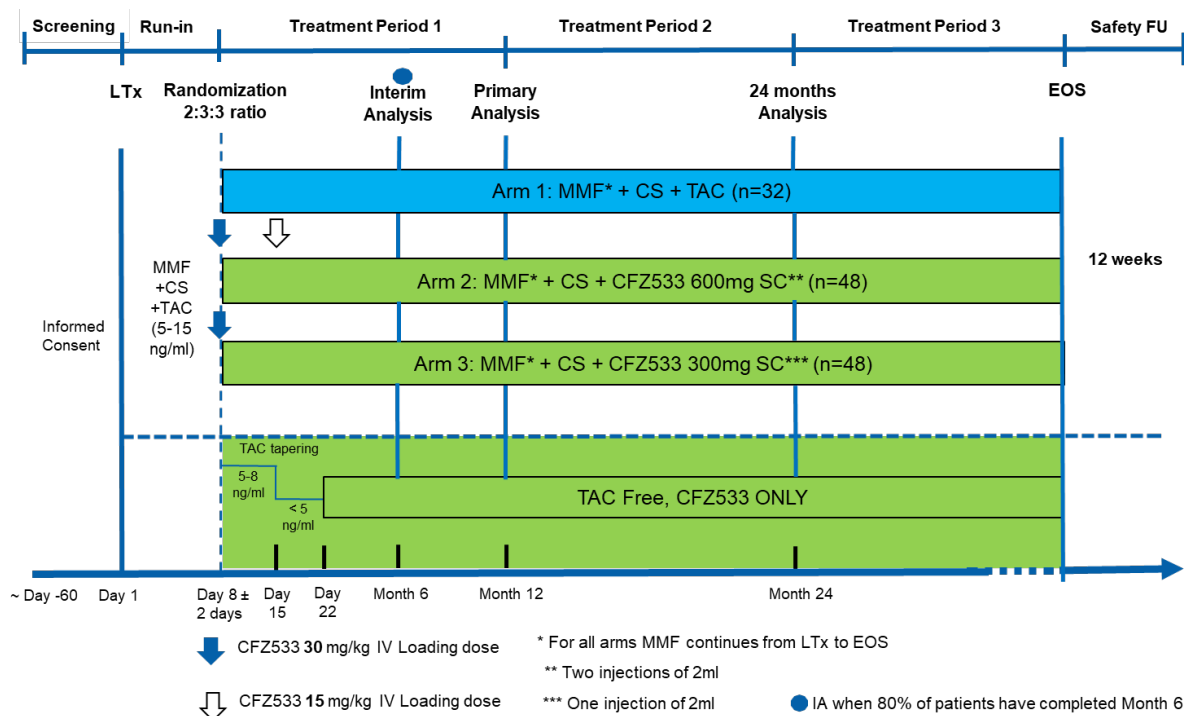 Screening
Run-in
Treatment Period 1
Treatment Period 2
Treatment Period 3
Safety FU
LTx
Randomization
2:3:3 ratio
Interim
Analysis
Primary
Analysis
24 months
Analysis
EOS
Arm 1: MMF* + CS + TAC (n=32)
MMF
+CS
+TAC
(5-15
ng/ml)
Arm 2: MMF* + CS + CFZ533 600mg SC** (n=48)
12 weeks
Informed
Consent
Arm 3: MMF* + CS + CFZ533 300mg SC*** (n=48)
TAC tapering
5-8
ng/ml
< 5
ng/ml
TAC Free, CFZ533 ONLY
~ Day -60
Day 1
Day 8 ±
2 days
Day
15
Day
22
Month 6
Month 12
Month 24
CFZ533 30 mg/kg IV Loading dose
* For all arms MMF continues from LTx to EOS
** Two injections of 2ml
CFZ533 15 mg/kg IV Loading dose
*** One injection of 2ml
IA when 80% of patients have completed Month 6